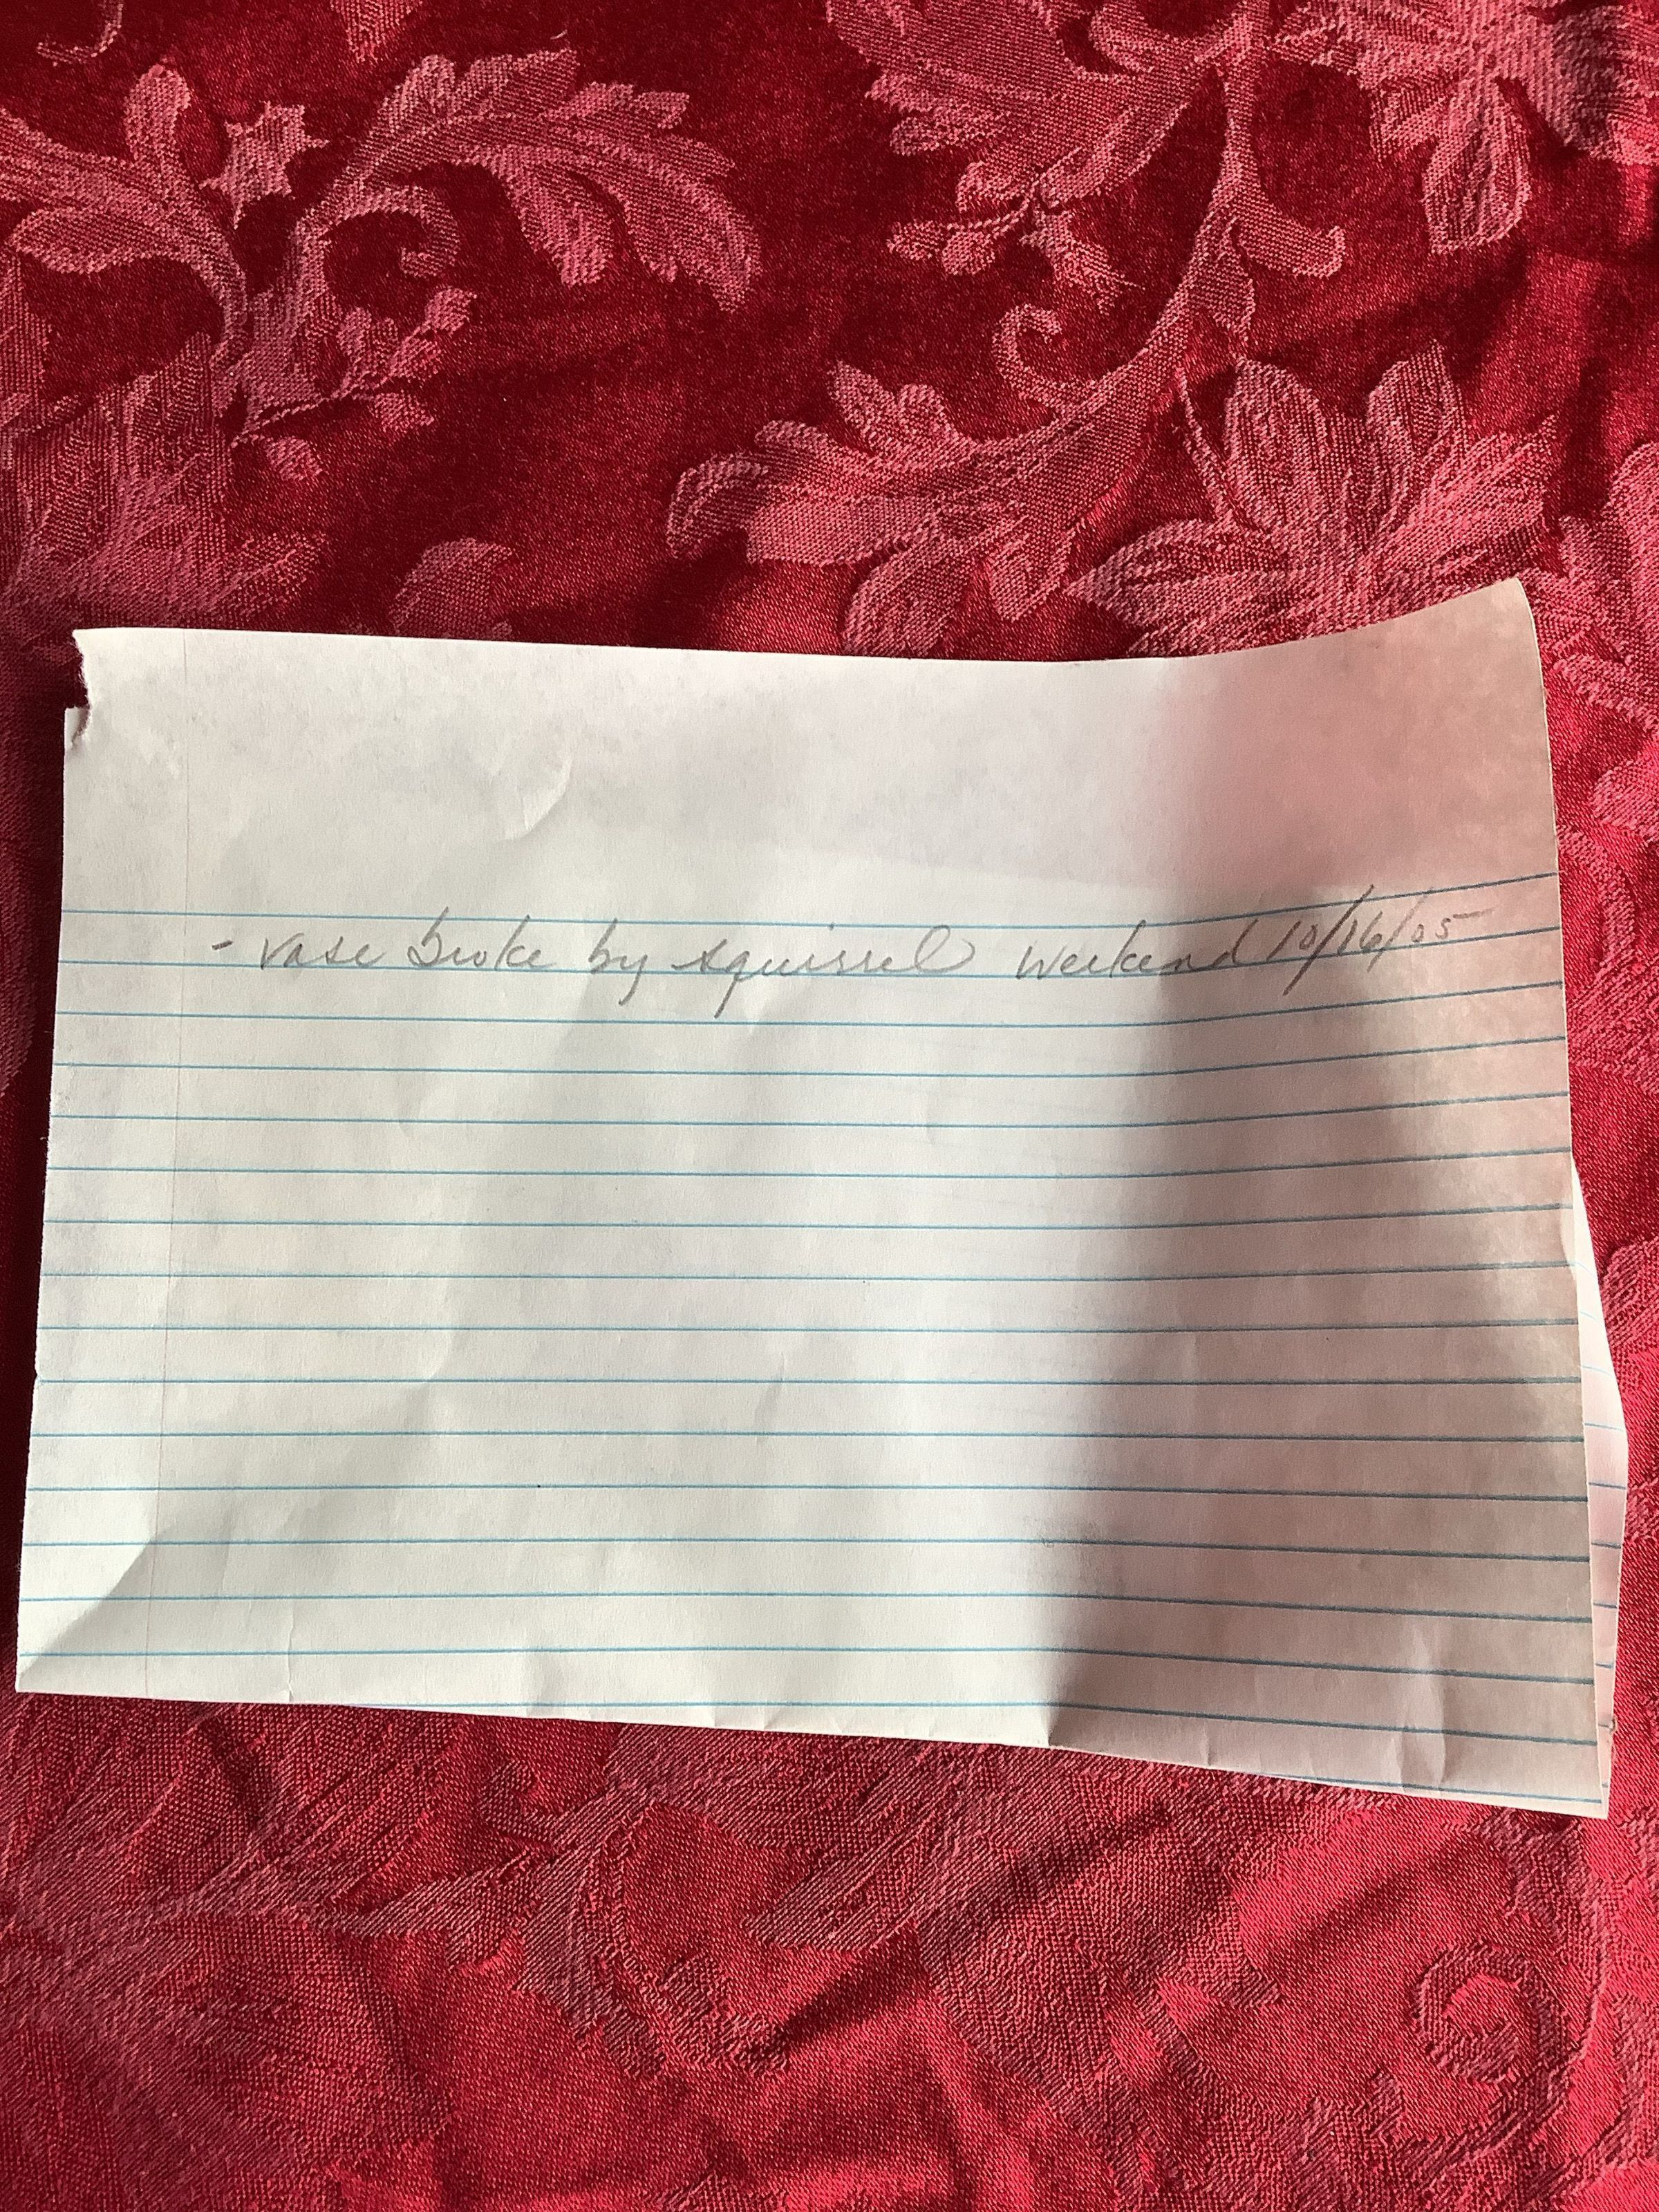 - vase broke by squirrel weekend 10/16/05